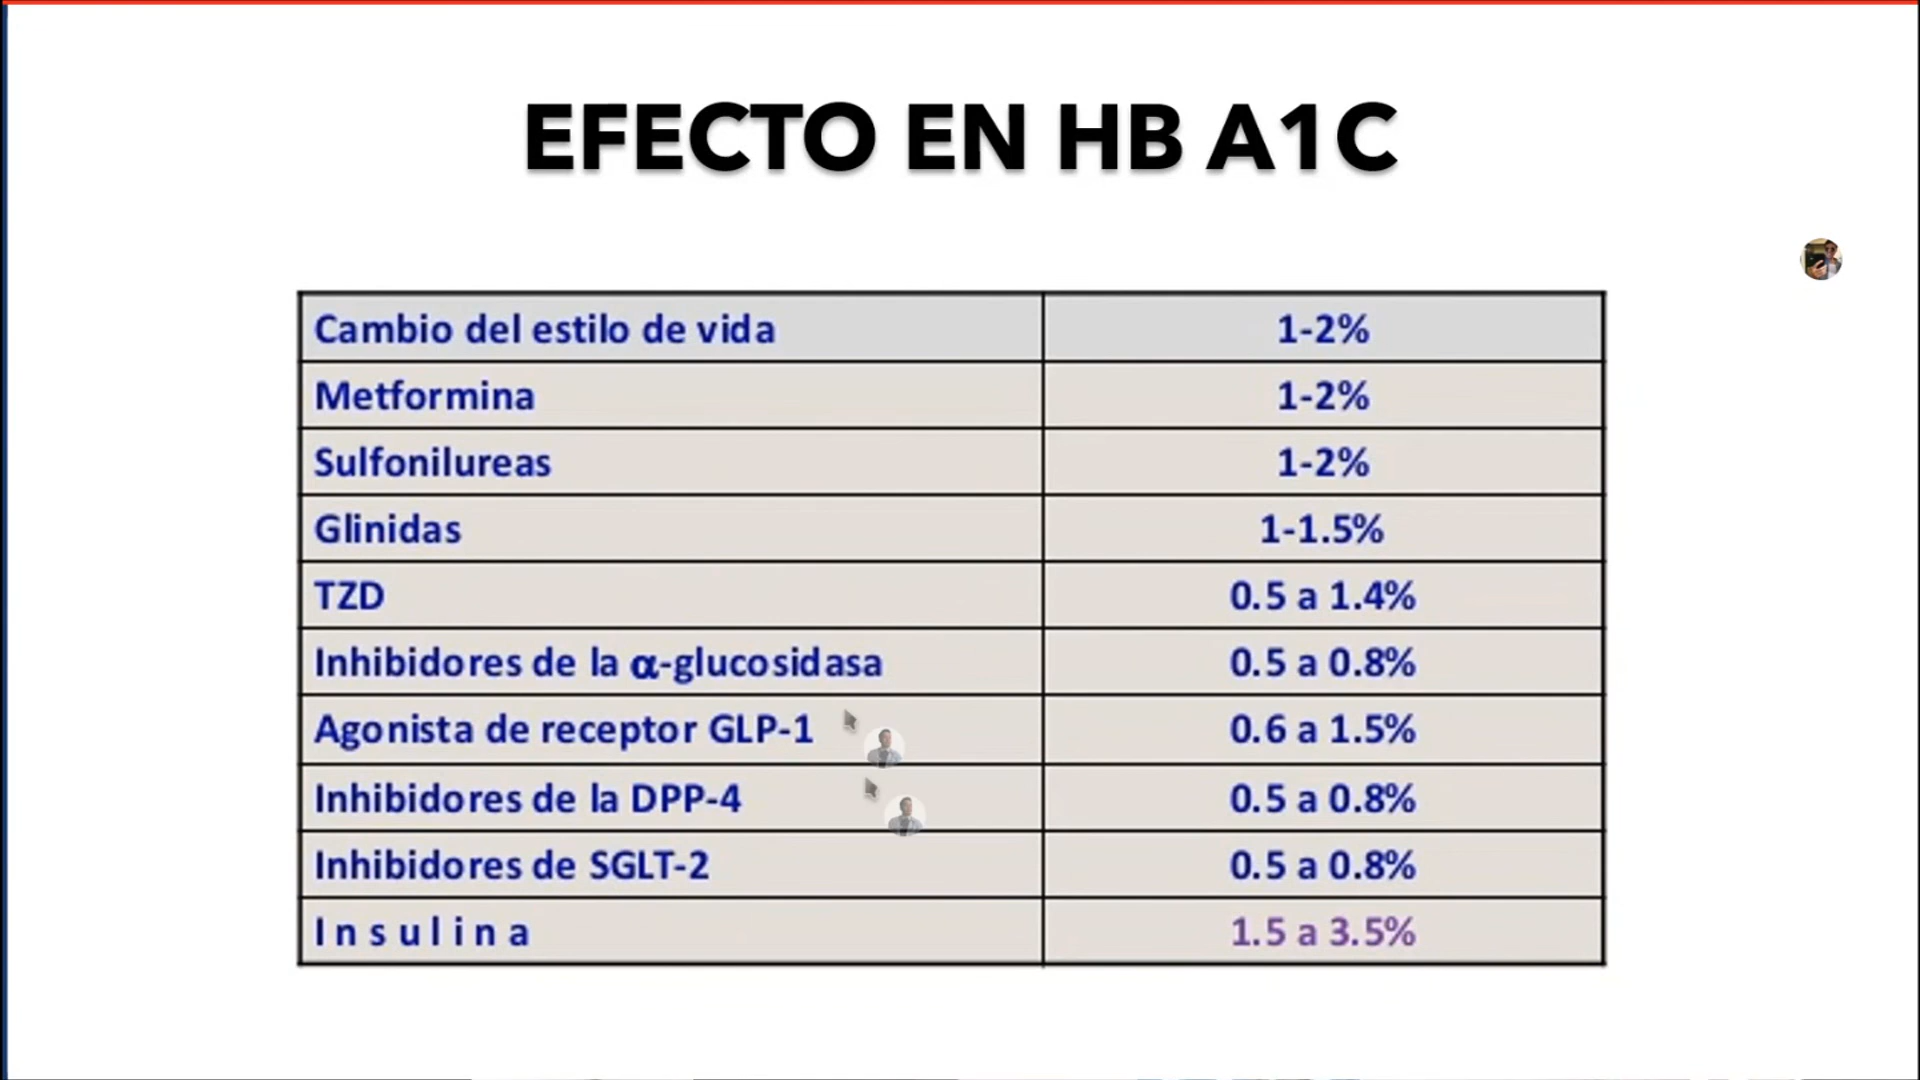 EFECTO EN HB A1C
Cambio del estilo de vida 1-2%
Metformina 1-2%
Sulfonilureas 1-2%
Glinidas 1-1.5%
TZD 0.5 a 1.4%
Inhibidores de la α-glucosidasa 0.5 a 0.8%
Agonista de receptor GLP-1 0.6 a 1.5%
Inhibidores de la DPP-4 0.5 a 0.8%
Inhibidores de SGLT-2 0.5 a 0.8%
Insulina 1.5 a 3.5%